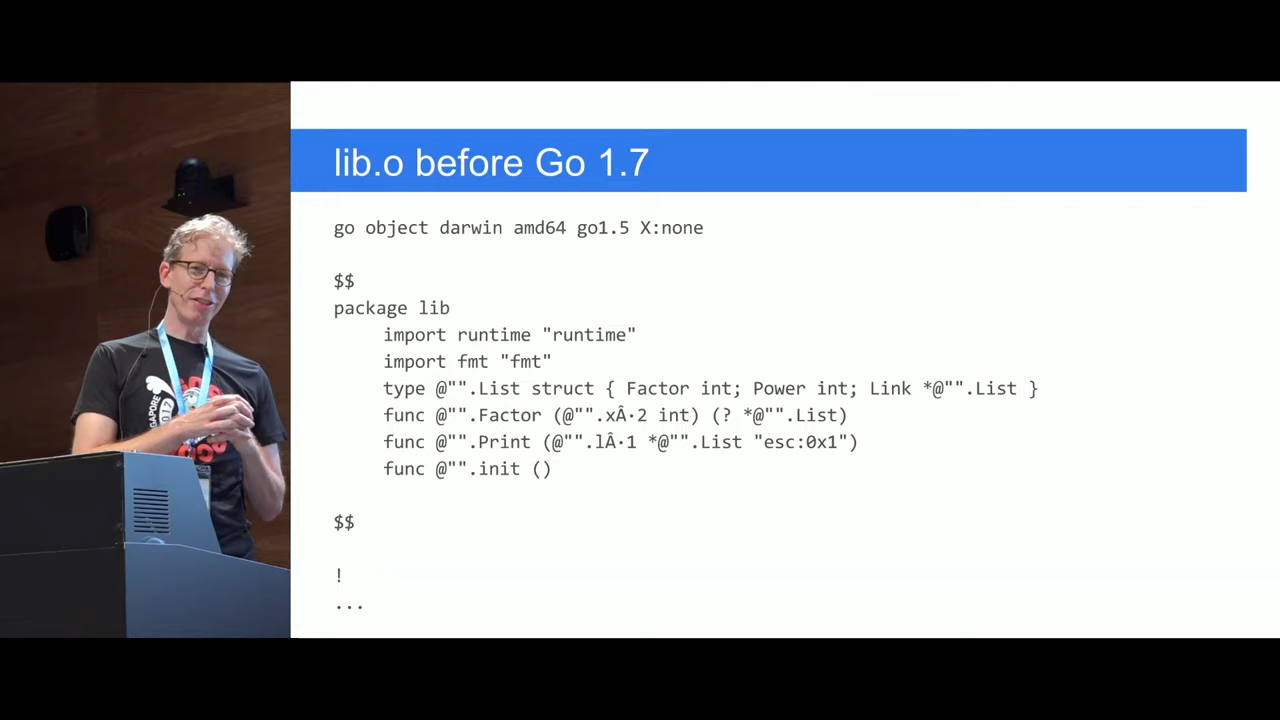 lib.o before Go 1.7
go object darwin amd64 go1.5 X:none
$$
package lib
import runtime "runtime"
import fmt "fmt"
type @"".List struct { Factor int; Power int; Link *@"".List }
func @"".Factor (@"".xÂ·2 int) (? *@"".List)
func @"".Print (@"".lÂ·1 *@"".List "esc:0x1")
func @"".init ()
$$
!
...
SINGAPORE
2017